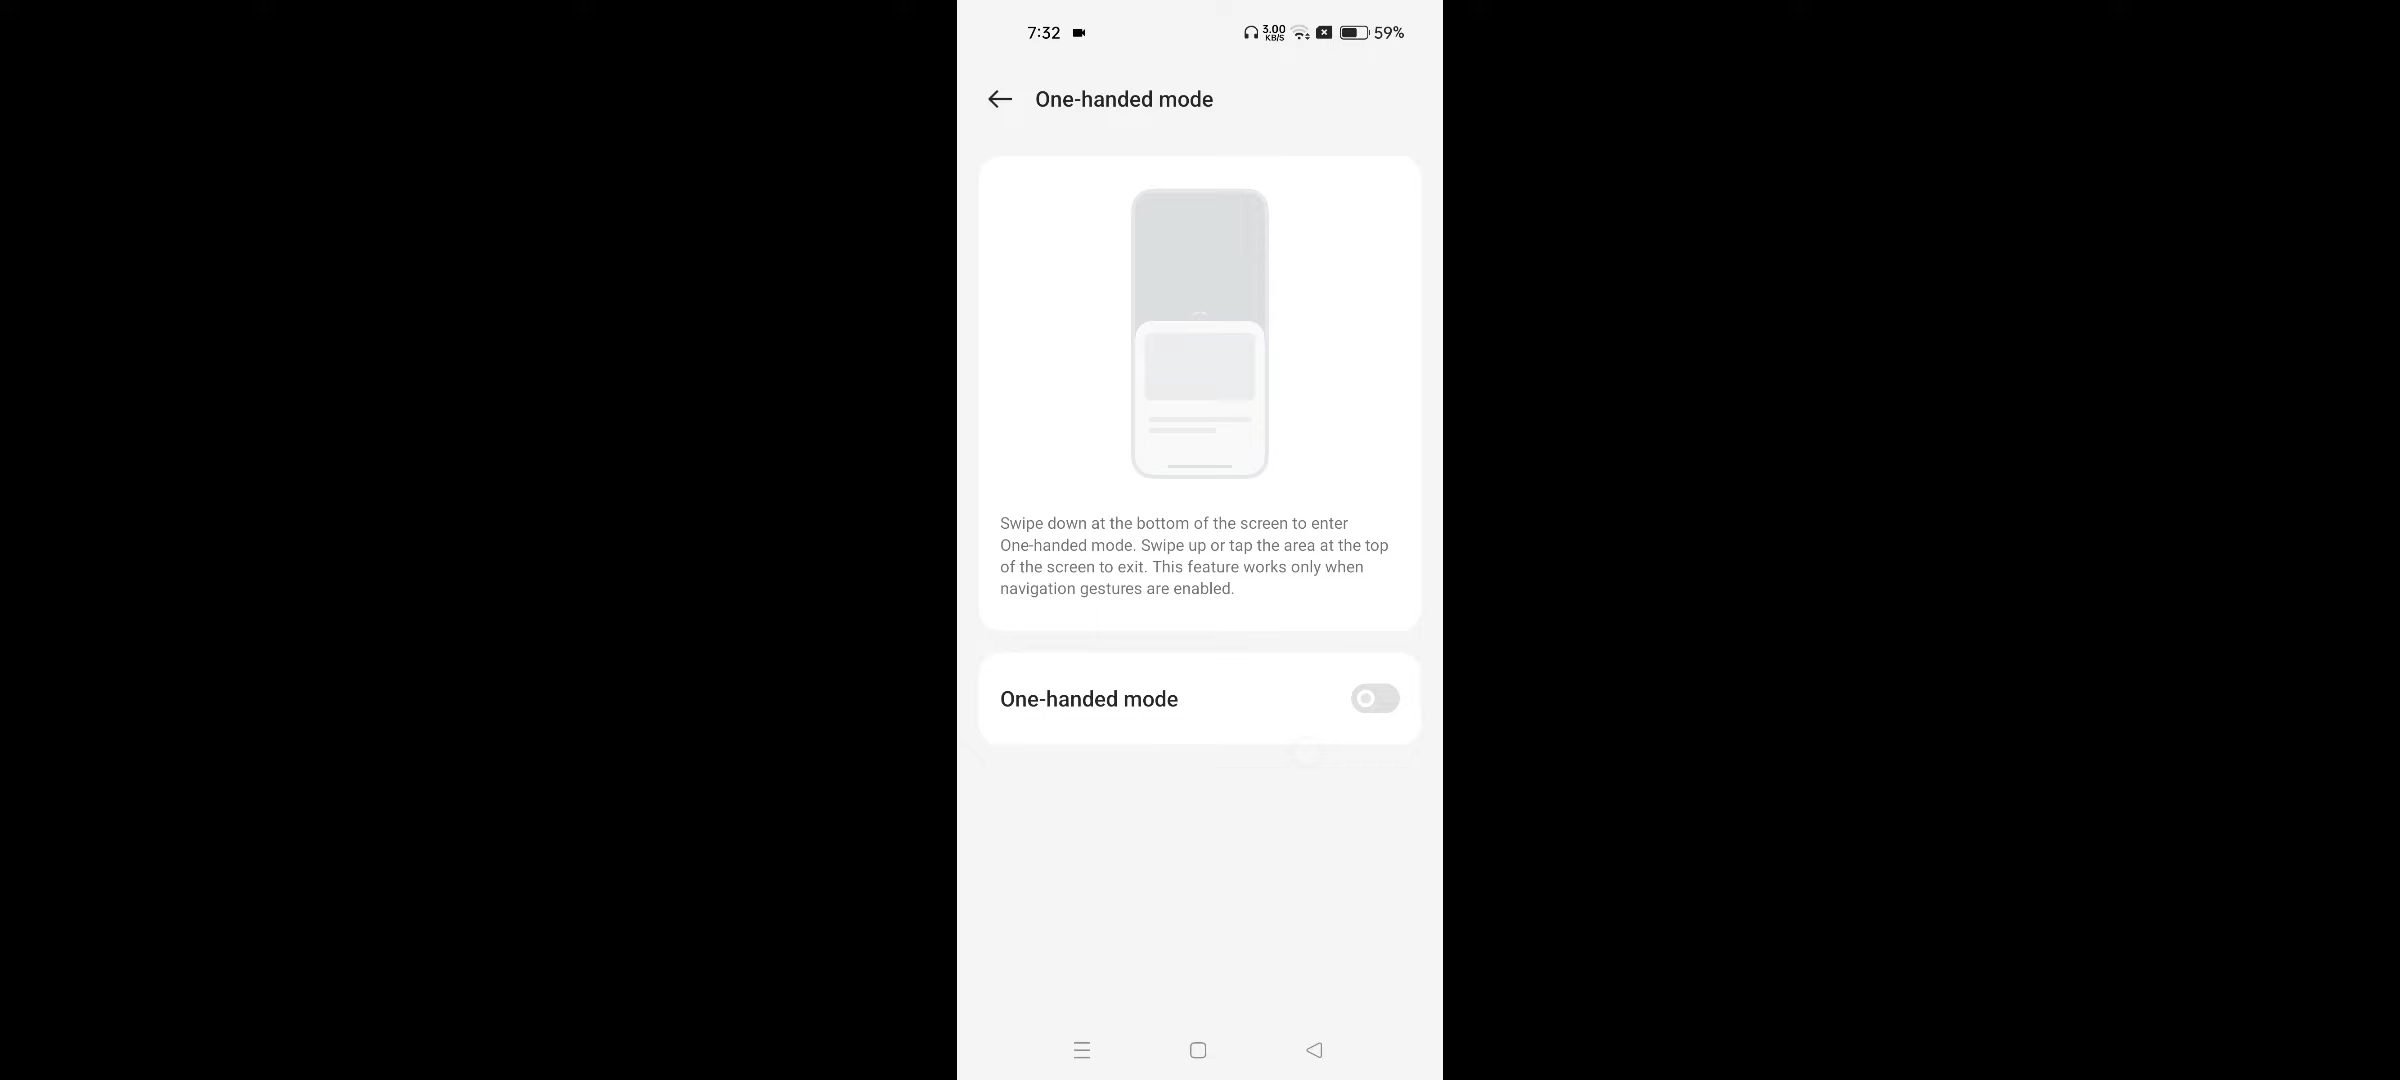 7:32 3.00 KB/S 59%
One-handed mode
Swipe down at the bottom of the screen to enter
One-handed mode. Swipe up or tap the area at the top
of the screen to exit. This feature works only when
navigation gestures are enabled.
One-handed mode